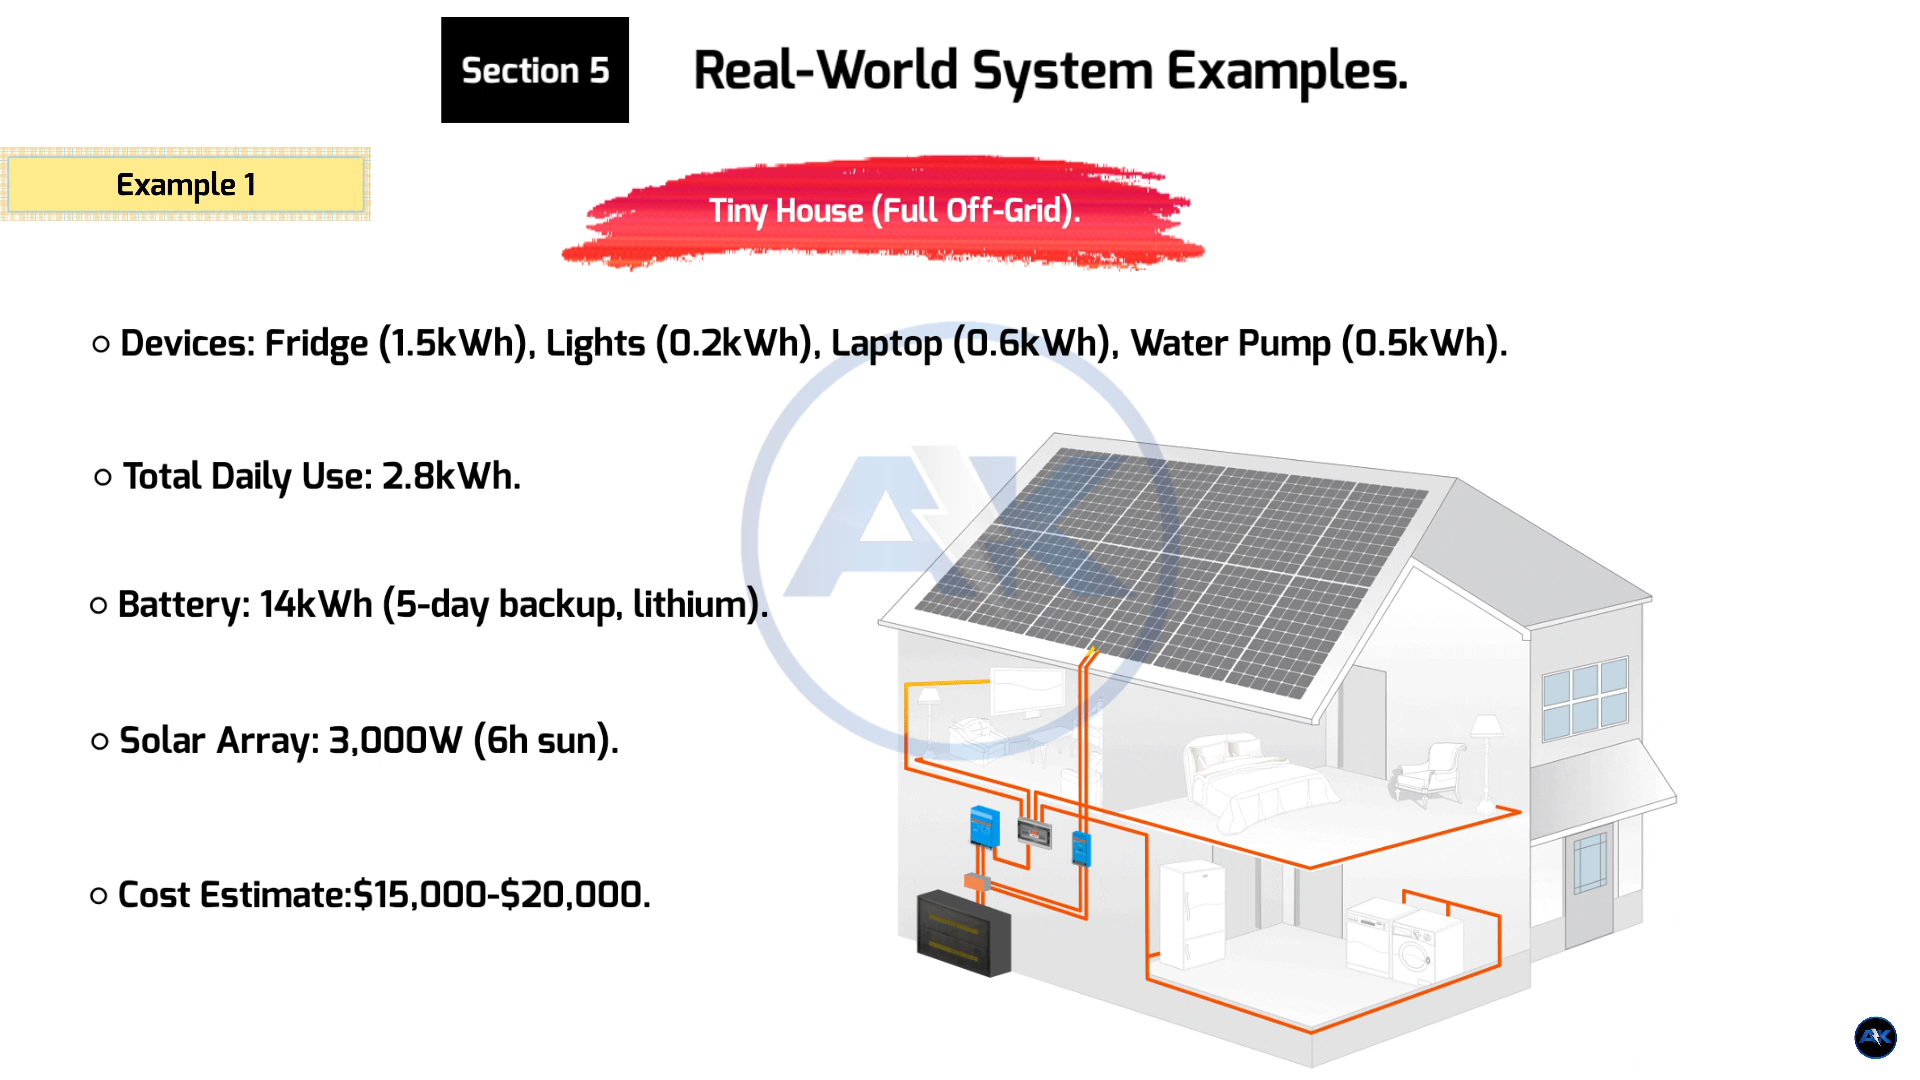 Section 5
Real-World System Examples.
Example 1
Tiny House (Full Off-Grid).
Devices: Fridge (1.5kWh), Lights (0.2kWh), Laptop (0.6kWh), Water Pump (0.5kWh).
Total Daily Use: 2.8kWh.
Battery: 14kWh (5-day backup, lithium).
Solar Array: 3,000W (6h sun).
Cost Estimate:$15,000-$20,000.
AK
AK